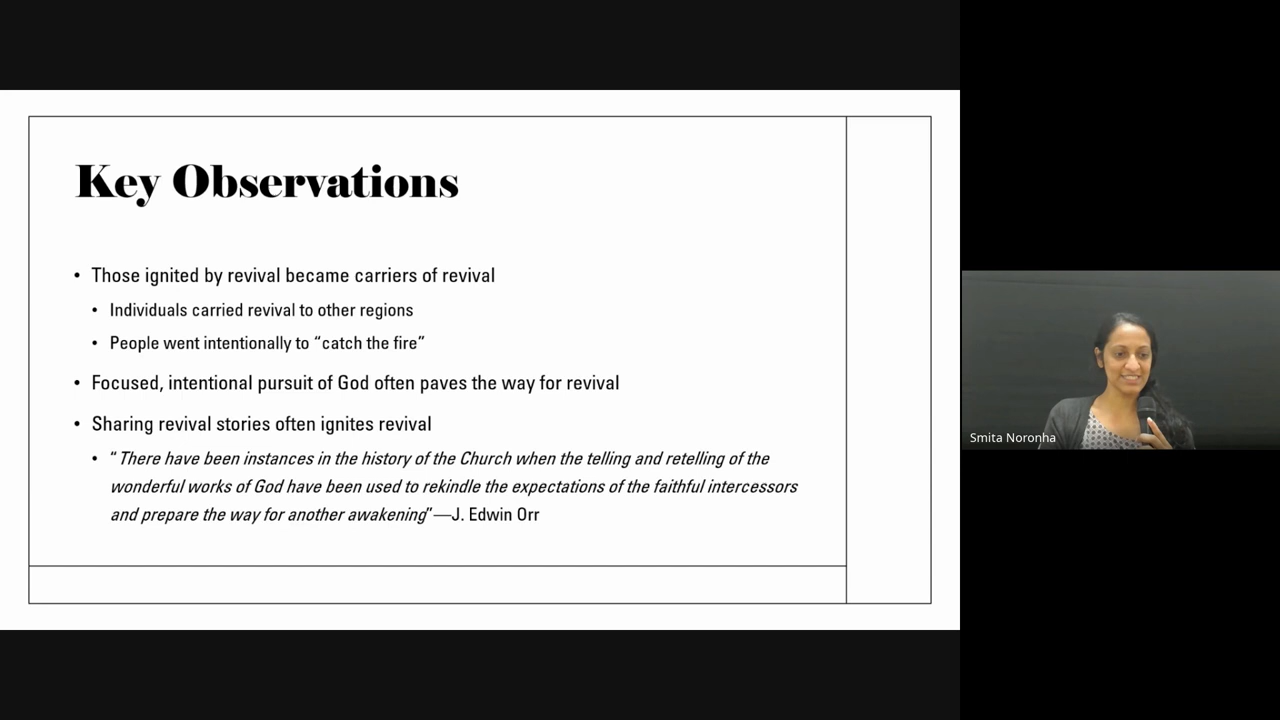 Key Observations
• Those ignited by revival became carriers of revival
• Individuals carried revival to other regions
• People went intentionally to “catch the fire”
• Focused, intentional pursuit of God often paves the way for revival
• Sharing revival stories often ignites revival
• “There have been instances in the history of the Church when the telling and retelling of the
wonderful works of God have been used to rekindle the expectations of the faithful intercessors
and prepare the way for another awakening”—J. Edwin Orr
Smita Noronha